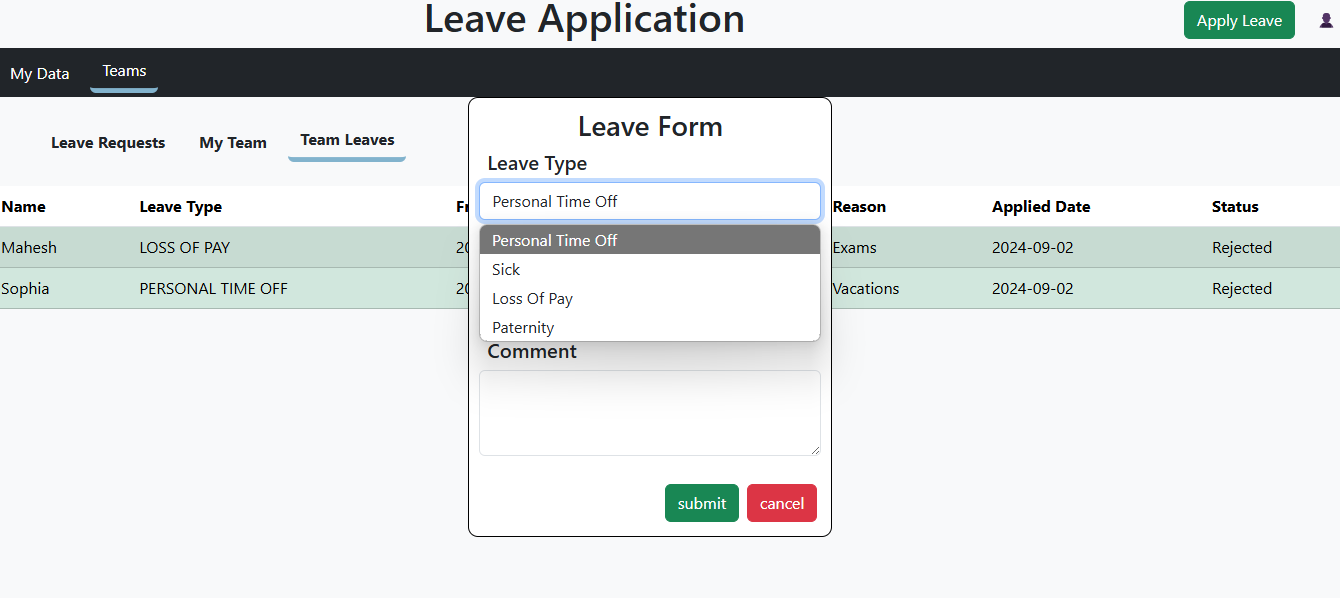 Leave Application
Apply Leave
My Data Teams
Leave Requests My Team Team Leaves
Leave Form
Leave Type
Personal Time Off
Personal Time Off
Sick
Loss Of Pay
Paternity
Comment
submit cancel
Name Leave Type Reason Applied Date Status
Mahesh LOSS OF PAY 20 Exams 2024-09-02 Rejected
Sophia PERSONAL TIME OFF 20 Vacations 2024-09-02 Rejected